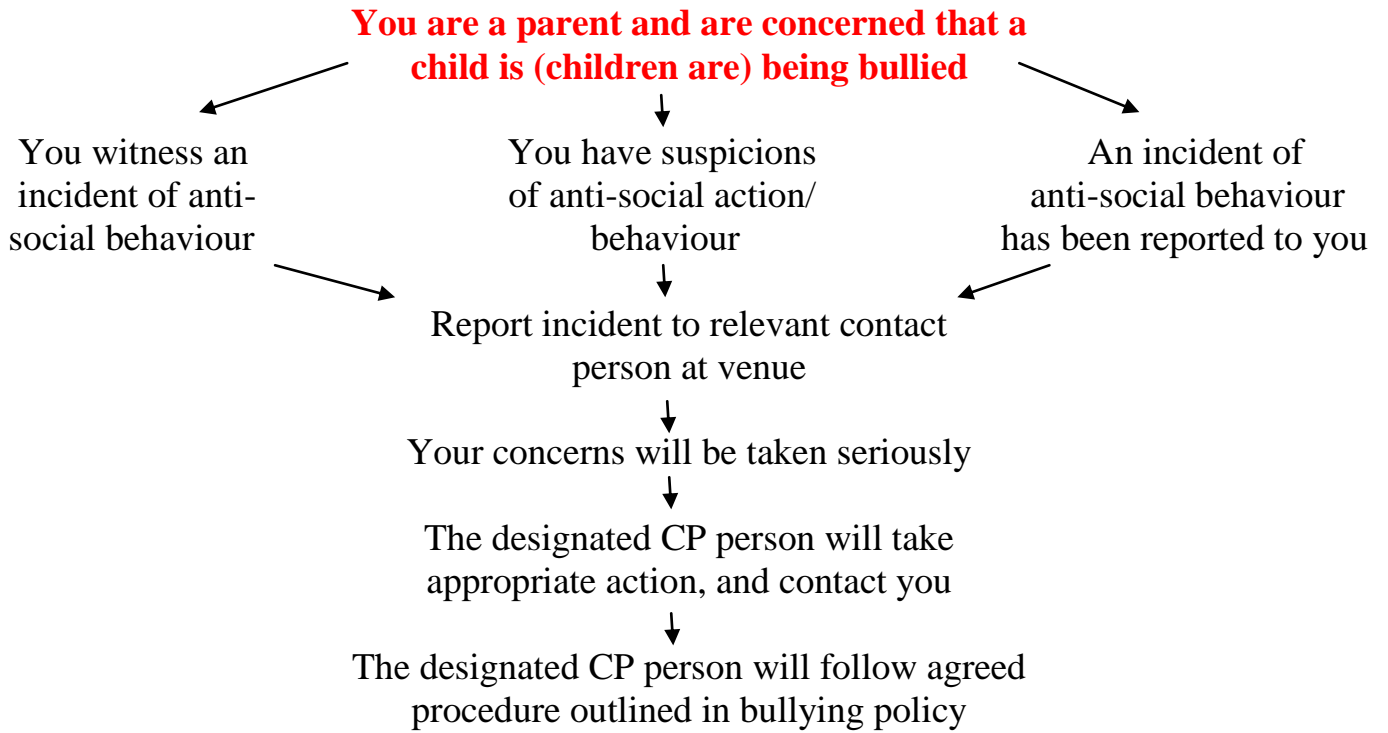 You are a parent and are concerned that a
child is (children are) being bullied
You witness an
incident of anti-
social behaviour
You have suspicions
of anti-social action/
behaviour
An incident of
anti-social behaviour
has been reported to you
Report incident to relevant contact
person at venue
Your concerns will be taken seriously
The designated CP person will take
appropriate action, and contact you
The designated CP person will follow agreed
procedure outlined in bullying policy